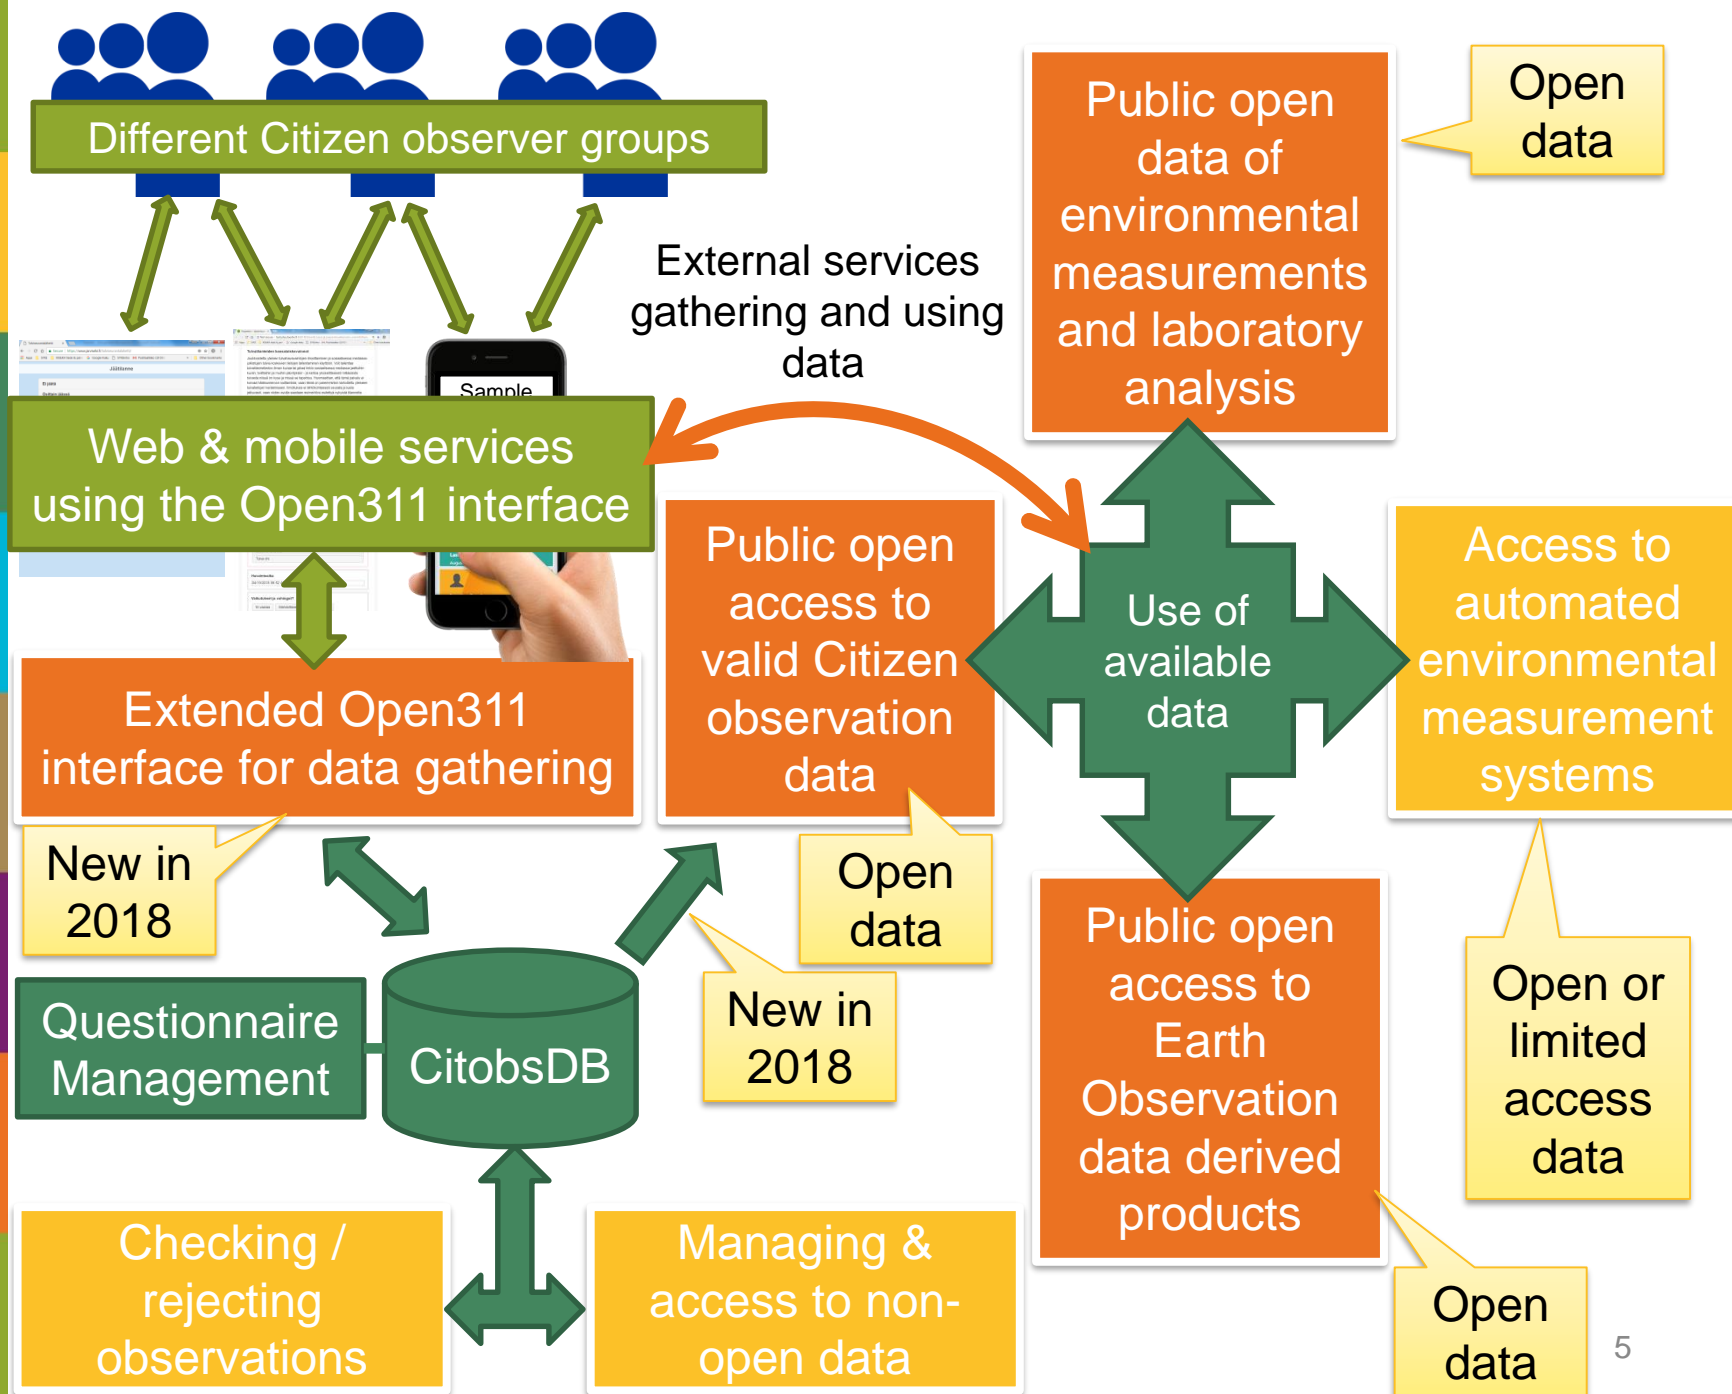 Different Citizen observer groups
External services
gathering and using
data
Jäätilanne
Ei jäätä
Sample
Web & mobile services
using the Open311 interface
Extended Open311
interface for data gathering
New in
2018
Public open
access to
valid Citizen
observation
data
Open
data
New in
2018
Questionnaire
Management
CitobsDB
Checking /
rejecting
observations
Managing &
access to non-
open data
Public open
data of
environmental
measurements
and laboratory
analysis
Open
data
Use of
available
data
Access to
automated
environmental
measurement
systems
Open or
limited
access
data
Public open
access to
Earth
Observation
data derived
products
Open
data
5